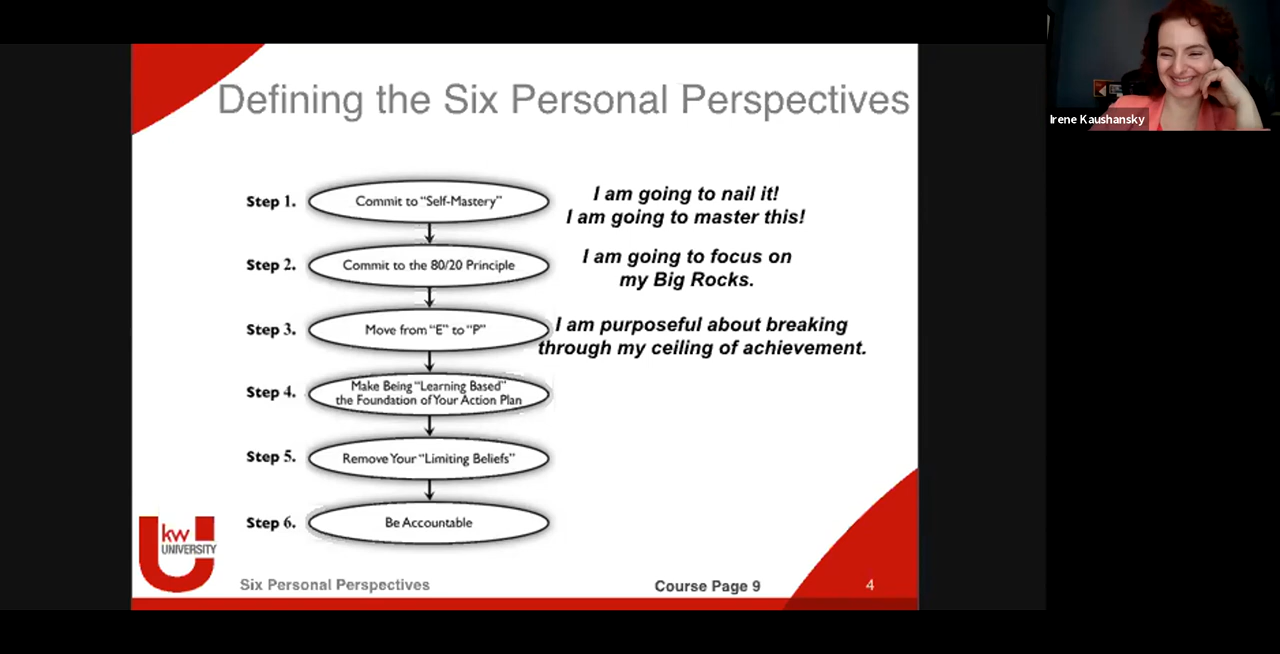 Defining the Six Personal Perspectives
Irene Kaushansky
Step 1.
Commit to “Self-Mastery”
I am going to nail it!
I am going to master this!
Step 2.
Commit to the 80/20 Principle
I am going to focus on
my Big Rocks.
Step 3.
Move from “E” to “P”
I am purposeful about breaking
through my ceiling of achievement.
Step 4.
Make Being “Learning Based”
the Foundation of Your Action Plan
Step 5.
Remove Your “Limiting Beliefs”
Step 6.
Be Accountable
kw
UNIVERSITY
Six Personal Perspectives
Course Page 9
4